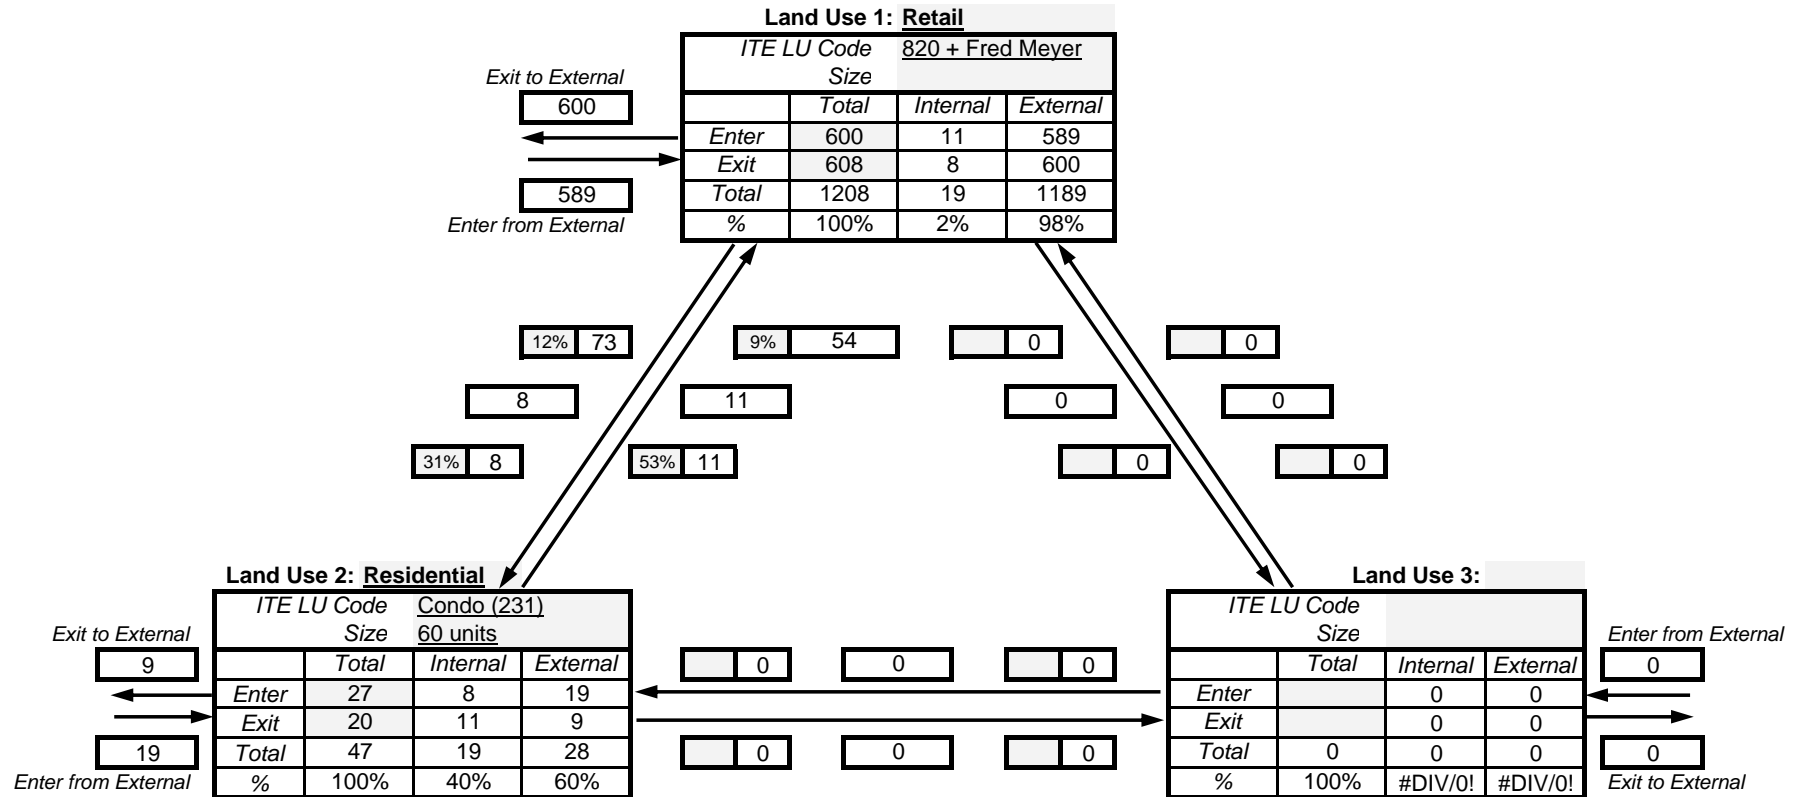 Land Use 1: Retail
ITE LU Code 820 + Fred Meyer
Size
Exit to External
600
Total Internal External
Enter 600 11 589
Exit 608 8 600
Total 1208 19 1189
% 100% 2% 98%
589
Enter from External
12% 73 9% 54 0 0
8 11 0 0
31% 8 53% 11 0 0
Land Use 2: Residential
ITE LU Code Condo (231)
Size 60 units
Exit to External
9
Total Internal External
Enter 27 8 19
Exit 20 11 9
Total 47 19 28
% 100% 40% 60%
19
Enter from External
0 0 0
0 0 0
Land Use 3:
ITE LU Code
Size
Enter from External
0
Total Internal External
Enter 0 0
Exit 0 0
Total 0 0 0
% 100% #DIV/0! #DIV/0!
0
Exit to External